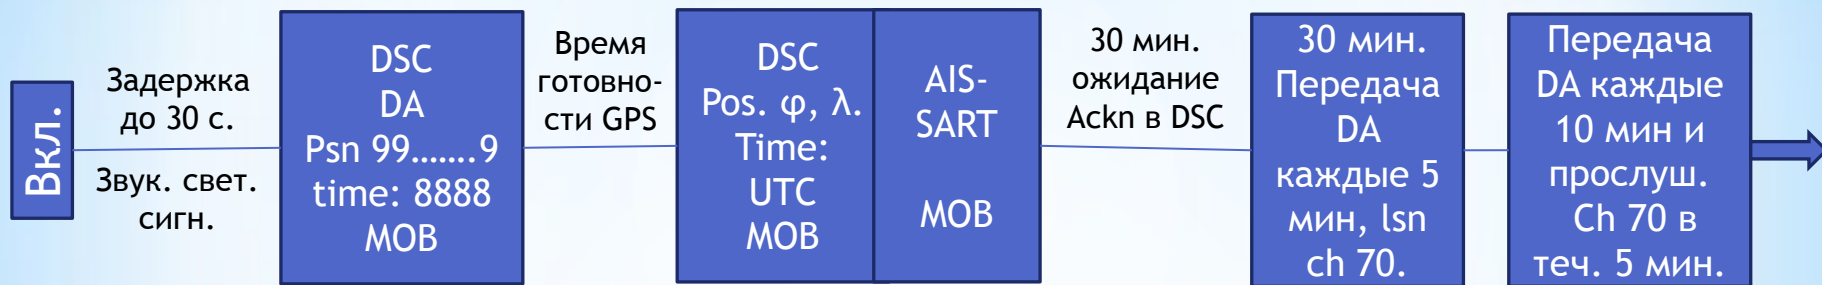 Вкл.
Задержка
до 30 с.
Звук. свет.
сигн.
DSC
DA
Psn 99.......9
time: 8888
MOB
Время
готовно-
сти GPS
DSC
Pos. φ, λ.
Time:
UTC
MOB
AIS-
SART
MOB
30 мин.
ожидание
Ackn в DSC
30 мин.
Передача
DA
каждые 5
мин, lsn
ch 70.
Передача
DA каждые
10 мин и
прослуш.
Ch 70 в
теч. 5 мин.